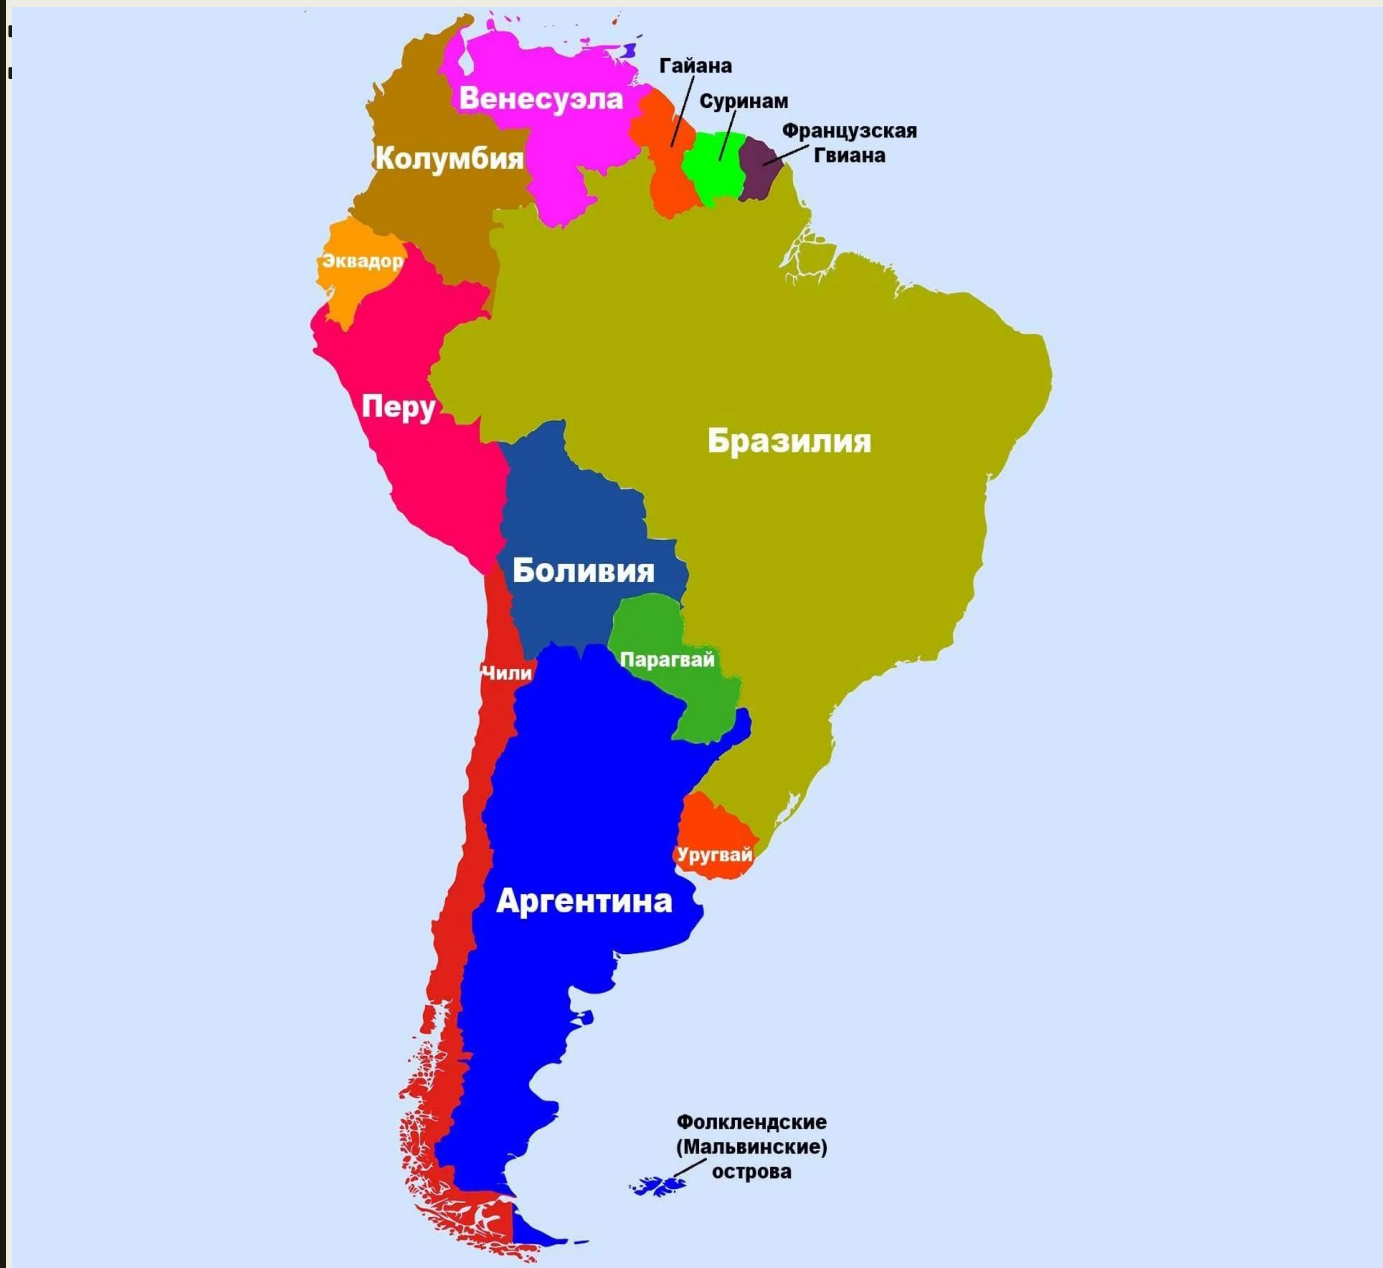 Гайана
Венесуэла
Суринам
Французская
Гвиана
Колумбия
Эквадор
Перу
Бразилия
Боливия
Парагвай
Чили
Уругвай
Аргентина
Фолклендские
(Мальвинские)
острова